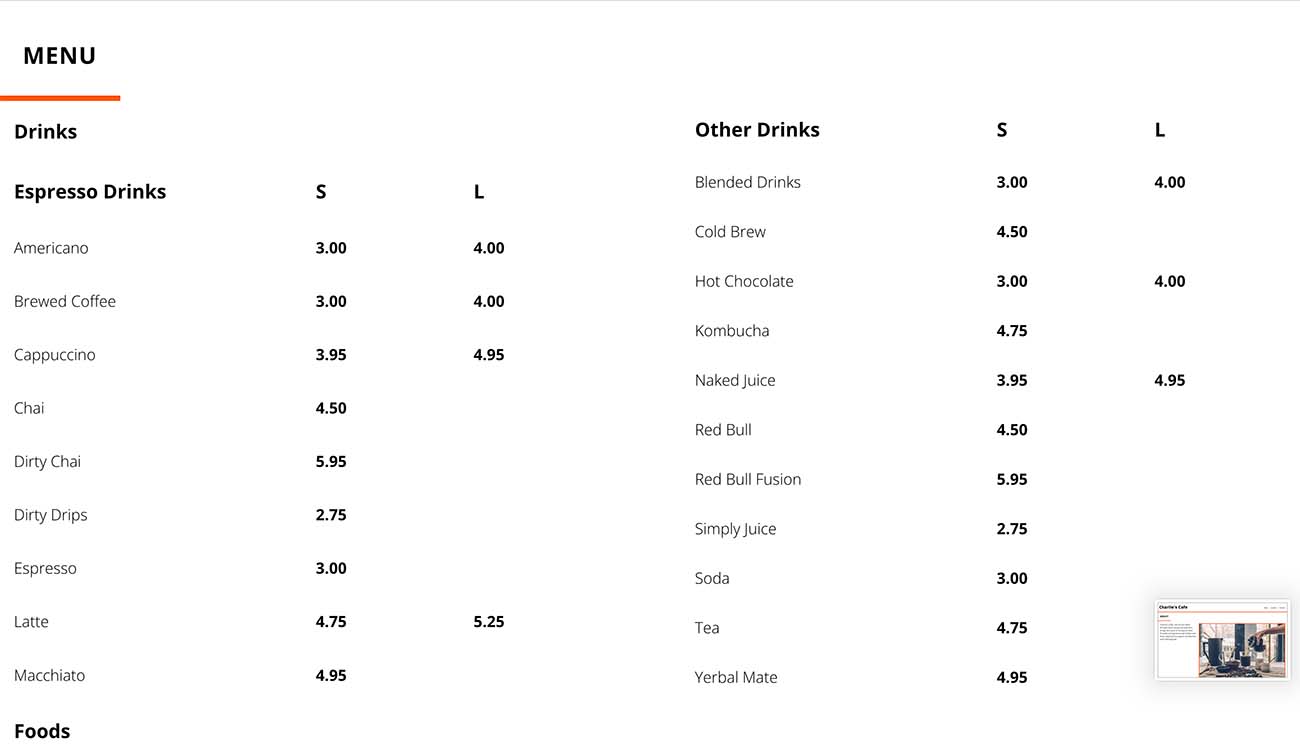 MENU
Drinks
Espresso Drinks S L
Americano 3.00 4.00
Brewed Coffee 3.00 4.00
Cappuccino 3.95 4.95
Chai 4.50
Dirty Chai 5.95
Dirty Drips 2.75
Espresso 3.00
Latte 4.75 5.25
Macchiato 4.95
Foods
Other Drinks S L
Blended Drinks 3.00 4.00
Cold Brew 4.50
Hot Chocolate 3.00 4.00
Kombucha 4.75
Naked Juice 3.95 4.95
Red Bull 4.50
Red Bull Fusion 5.95
Simply Juice 2.75
Soda 3.00
Tea 4.75
Yerbal Mate 4.95
Charlie's Cafe